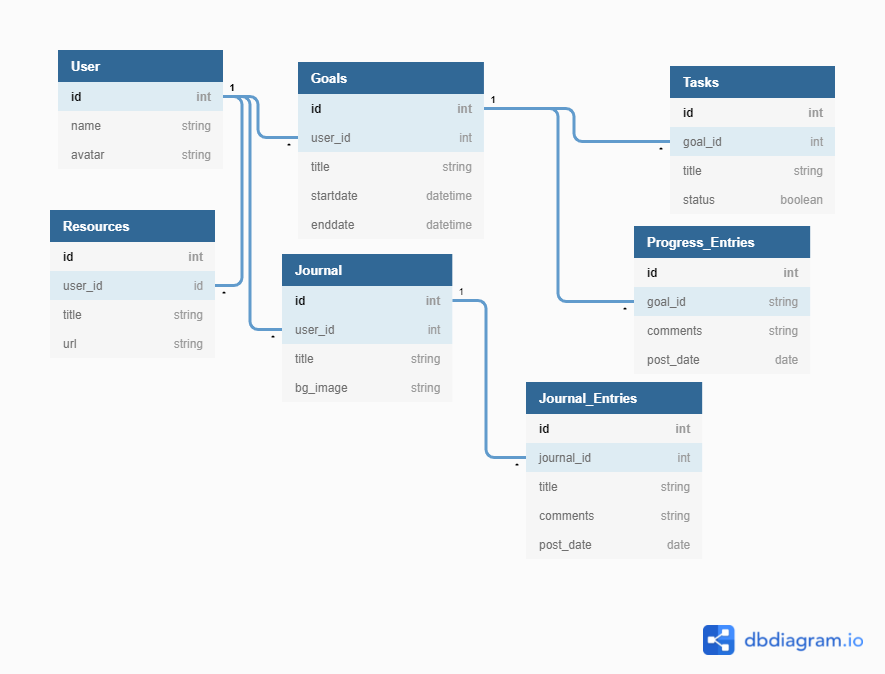 User
id int
name string
avatar string
1
*
Resources
id int
user_id id
title string
url string
*
Goals
id int
user_id int
title string
startdate datetime
enddate datetime
1
*
Journal
id int
user_id int
title string
bg_image string
1
*
Tasks
id int
goal_id int
title string
status boolean
*
Progress_Entries
id int
goal_id string
comments string
post_date date
*
Journal_Entries
id int
journal_id int
title string
comments string
post_date date
dbdiagram.io